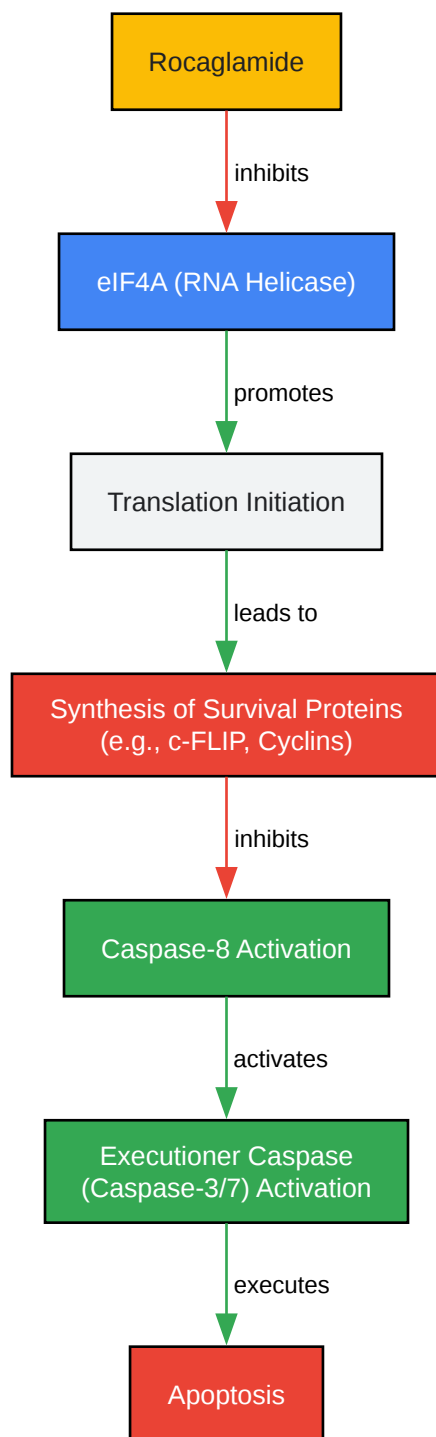 Rocaglamide
inhibits
eIF4A (RNA Helicase)
promotes
Translation Initiation
leads to
Synthesis of Survival Proteins
(e.g., c-FLIP, Cyclins)
inhibits
Caspase-8 Activation
activates
Executioner Caspase
(Caspase-3/7) Activation
executes
Apoptosis